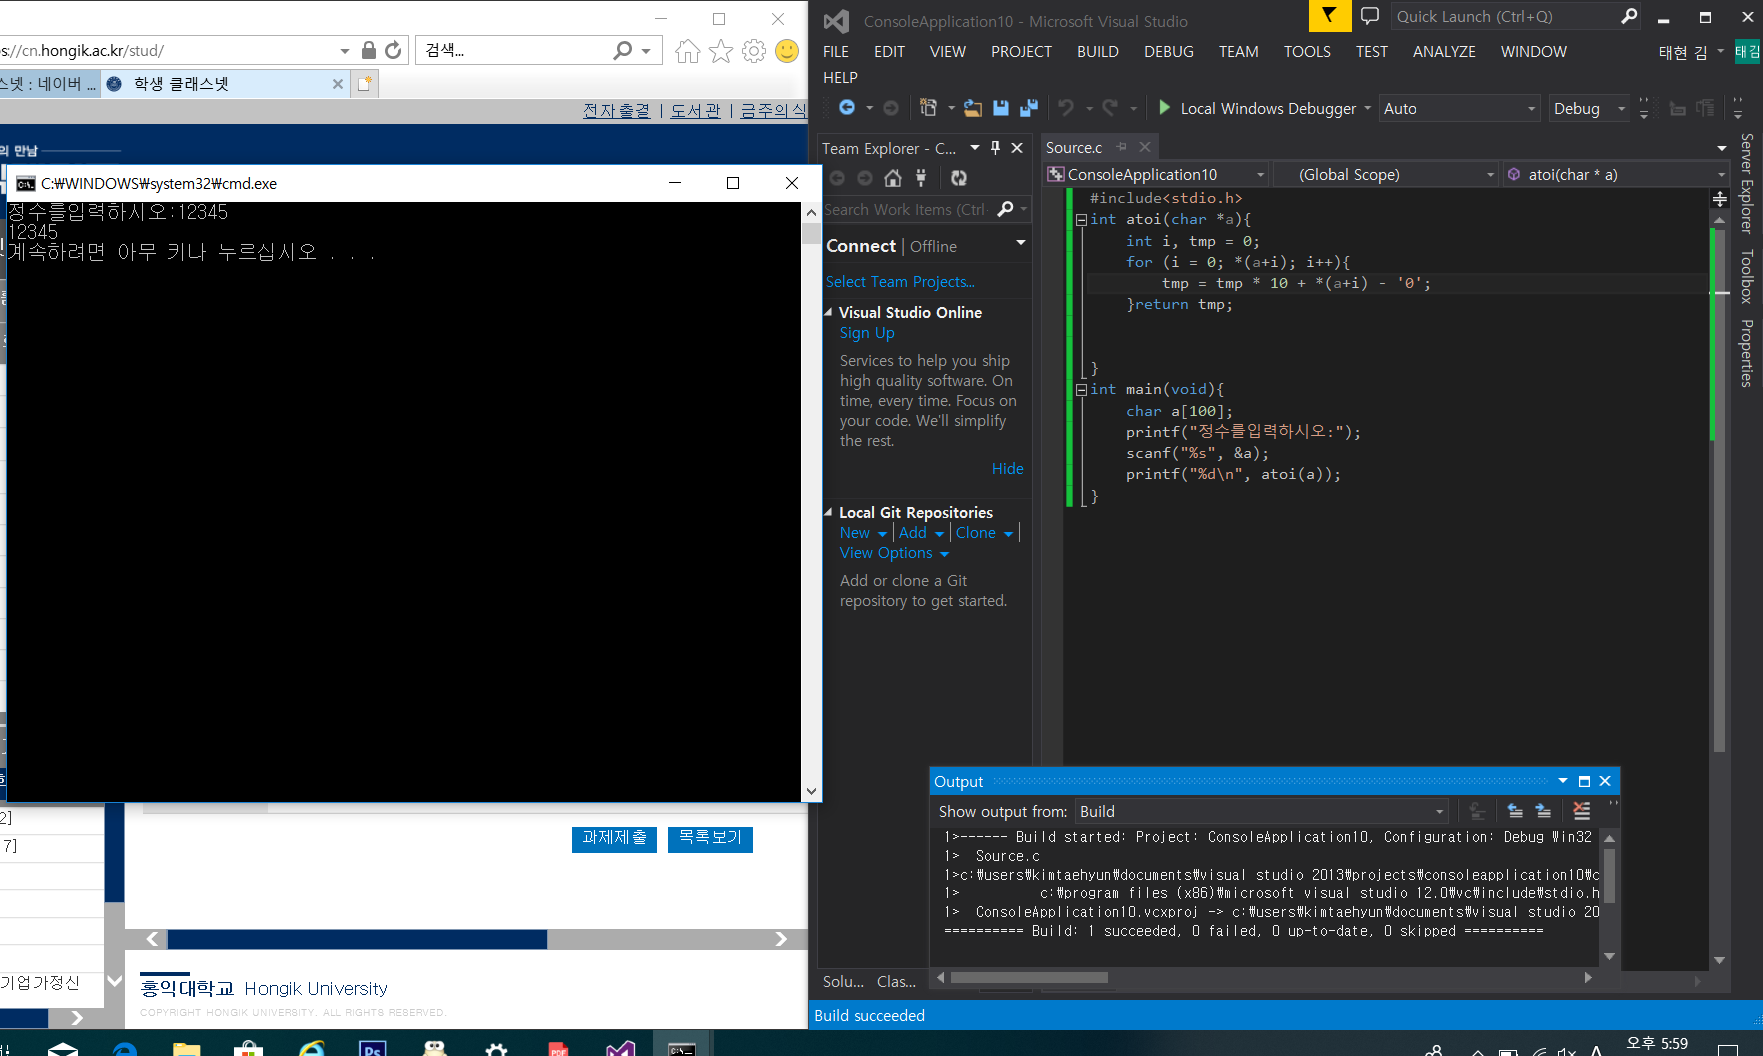 s://cn.hongik.ac.kr/stud/
검색...
스넷 : 네이버 ...
학생 클래스넷
전자출결 | 도서관 | 금주의식
의 만남
C:₩WINDOWS₩system32₩cmd.exe
정수를입력하시오:12345
12345
계속하려면 아무 키나 누르십시오 . . .
2]
7]
기업가정신
과제제출
목록보기
홍익대학교 Hongik University
COPYRIGHT HONGIK UNIVERSITY. ALL RIGHTS RESERVED.
ConsoleApplication10 - Microsoft Visual Studio
Quick Launch (Ctrl+Q)
FILE EDIT VIEW PROJECT BUILD DEBUG TEAM TOOLS TEST ANALYZE WINDOW
태현 김
태김
HELP
Local Windows Debugger
Auto
Debug
Team Explorer - C...
Search Work Items (Ctrl
Connect | Offline
Select Team Projects...
Visual Studio Online
Sign Up
Services to help you ship
high quality software. On
time, every time. Focus on
your code. We'll simplify
the rest.
Hide
Local Git Repositories
New | Add | Clone |
View Options
Add or clone a Git
repository to get started.
Solu... Clas...
Source.c
ConsoleApplication10
(Global Scope)
atoi(char * a)
#include<stdio.h>
int atoi(char *a){
int i, tmp = 0;
for (i = 0; *(a+i); i++){
tmp = tmp * 10 + *(a+i) - '0';
}return tmp;
}
int main(void){
char a[100];
printf("정수를입력하시오:");
scanf("%s", &a);
printf("%d\n", atoi(a));
}
Server Explorer
Toolbox
Properties
Output
Show output from: Build
1>------ Build started: Project: ConsoleApplication10, Configuration: Debug Win32
1>  Source.c
1>c:₩users₩kimtaehyun₩documents₩visual studio 2013₩projects₩consoleapplication10₩c
1>          c:₩program files (x86)₩microsoft visual studio 12.0₩vc₩include₩stdio.h
1>  ConsoleApplication10.vcxproj -> c:₩users₩kimtaehyun₩documents₩visual studio 20
========== Build: 1 succeeded, 0 failed, 0 up-to-date, 0 skipped ==========
Build succeeded
Ps
PDF
A
오후 5:59